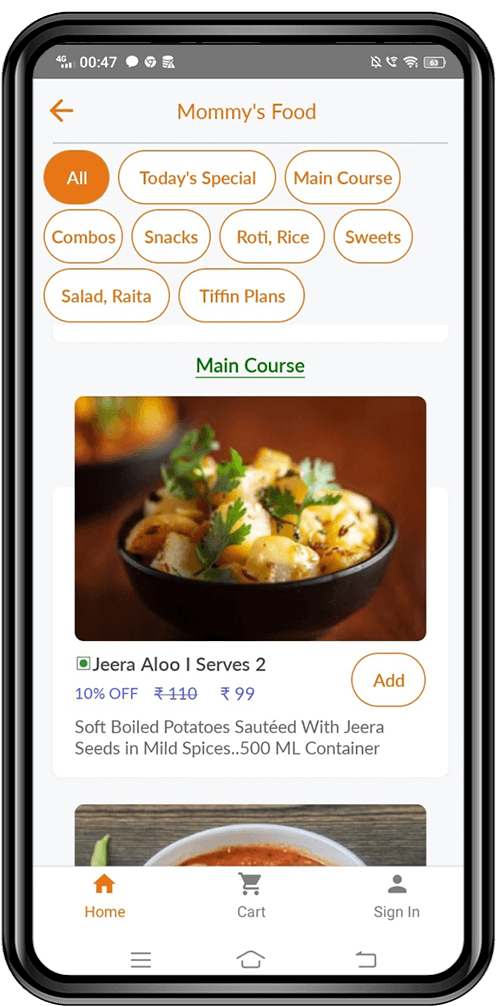 4G 00:47 63
Mommy's Food
All Today's Special Main Course
Combos Snacks Roti, Rice Sweets
Salad, Raita Tiffin Plans
Main Course
Jeera Aloo I Serves 2
Add
10% OFF ₹ 110 ₹ 99
Soft Boiled Potatoes Sautéed With Jeera
Seeds in Mild Spices..500 ML Container
Home Cart Sign In